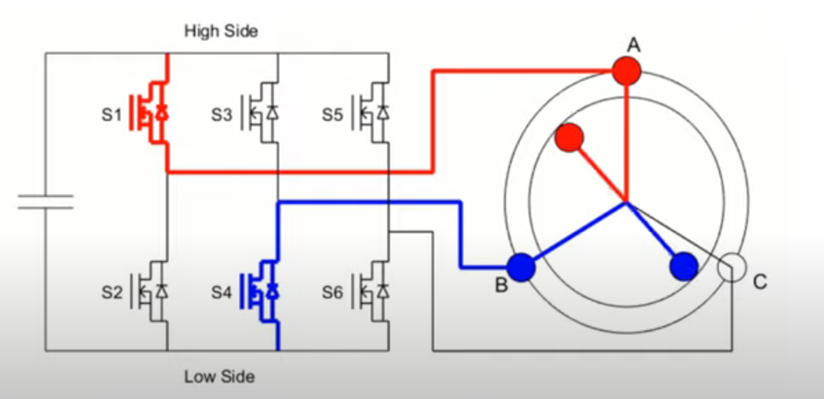 High Side
A
S1
S3
S5
S2
S4
S6
B
C
Low Side